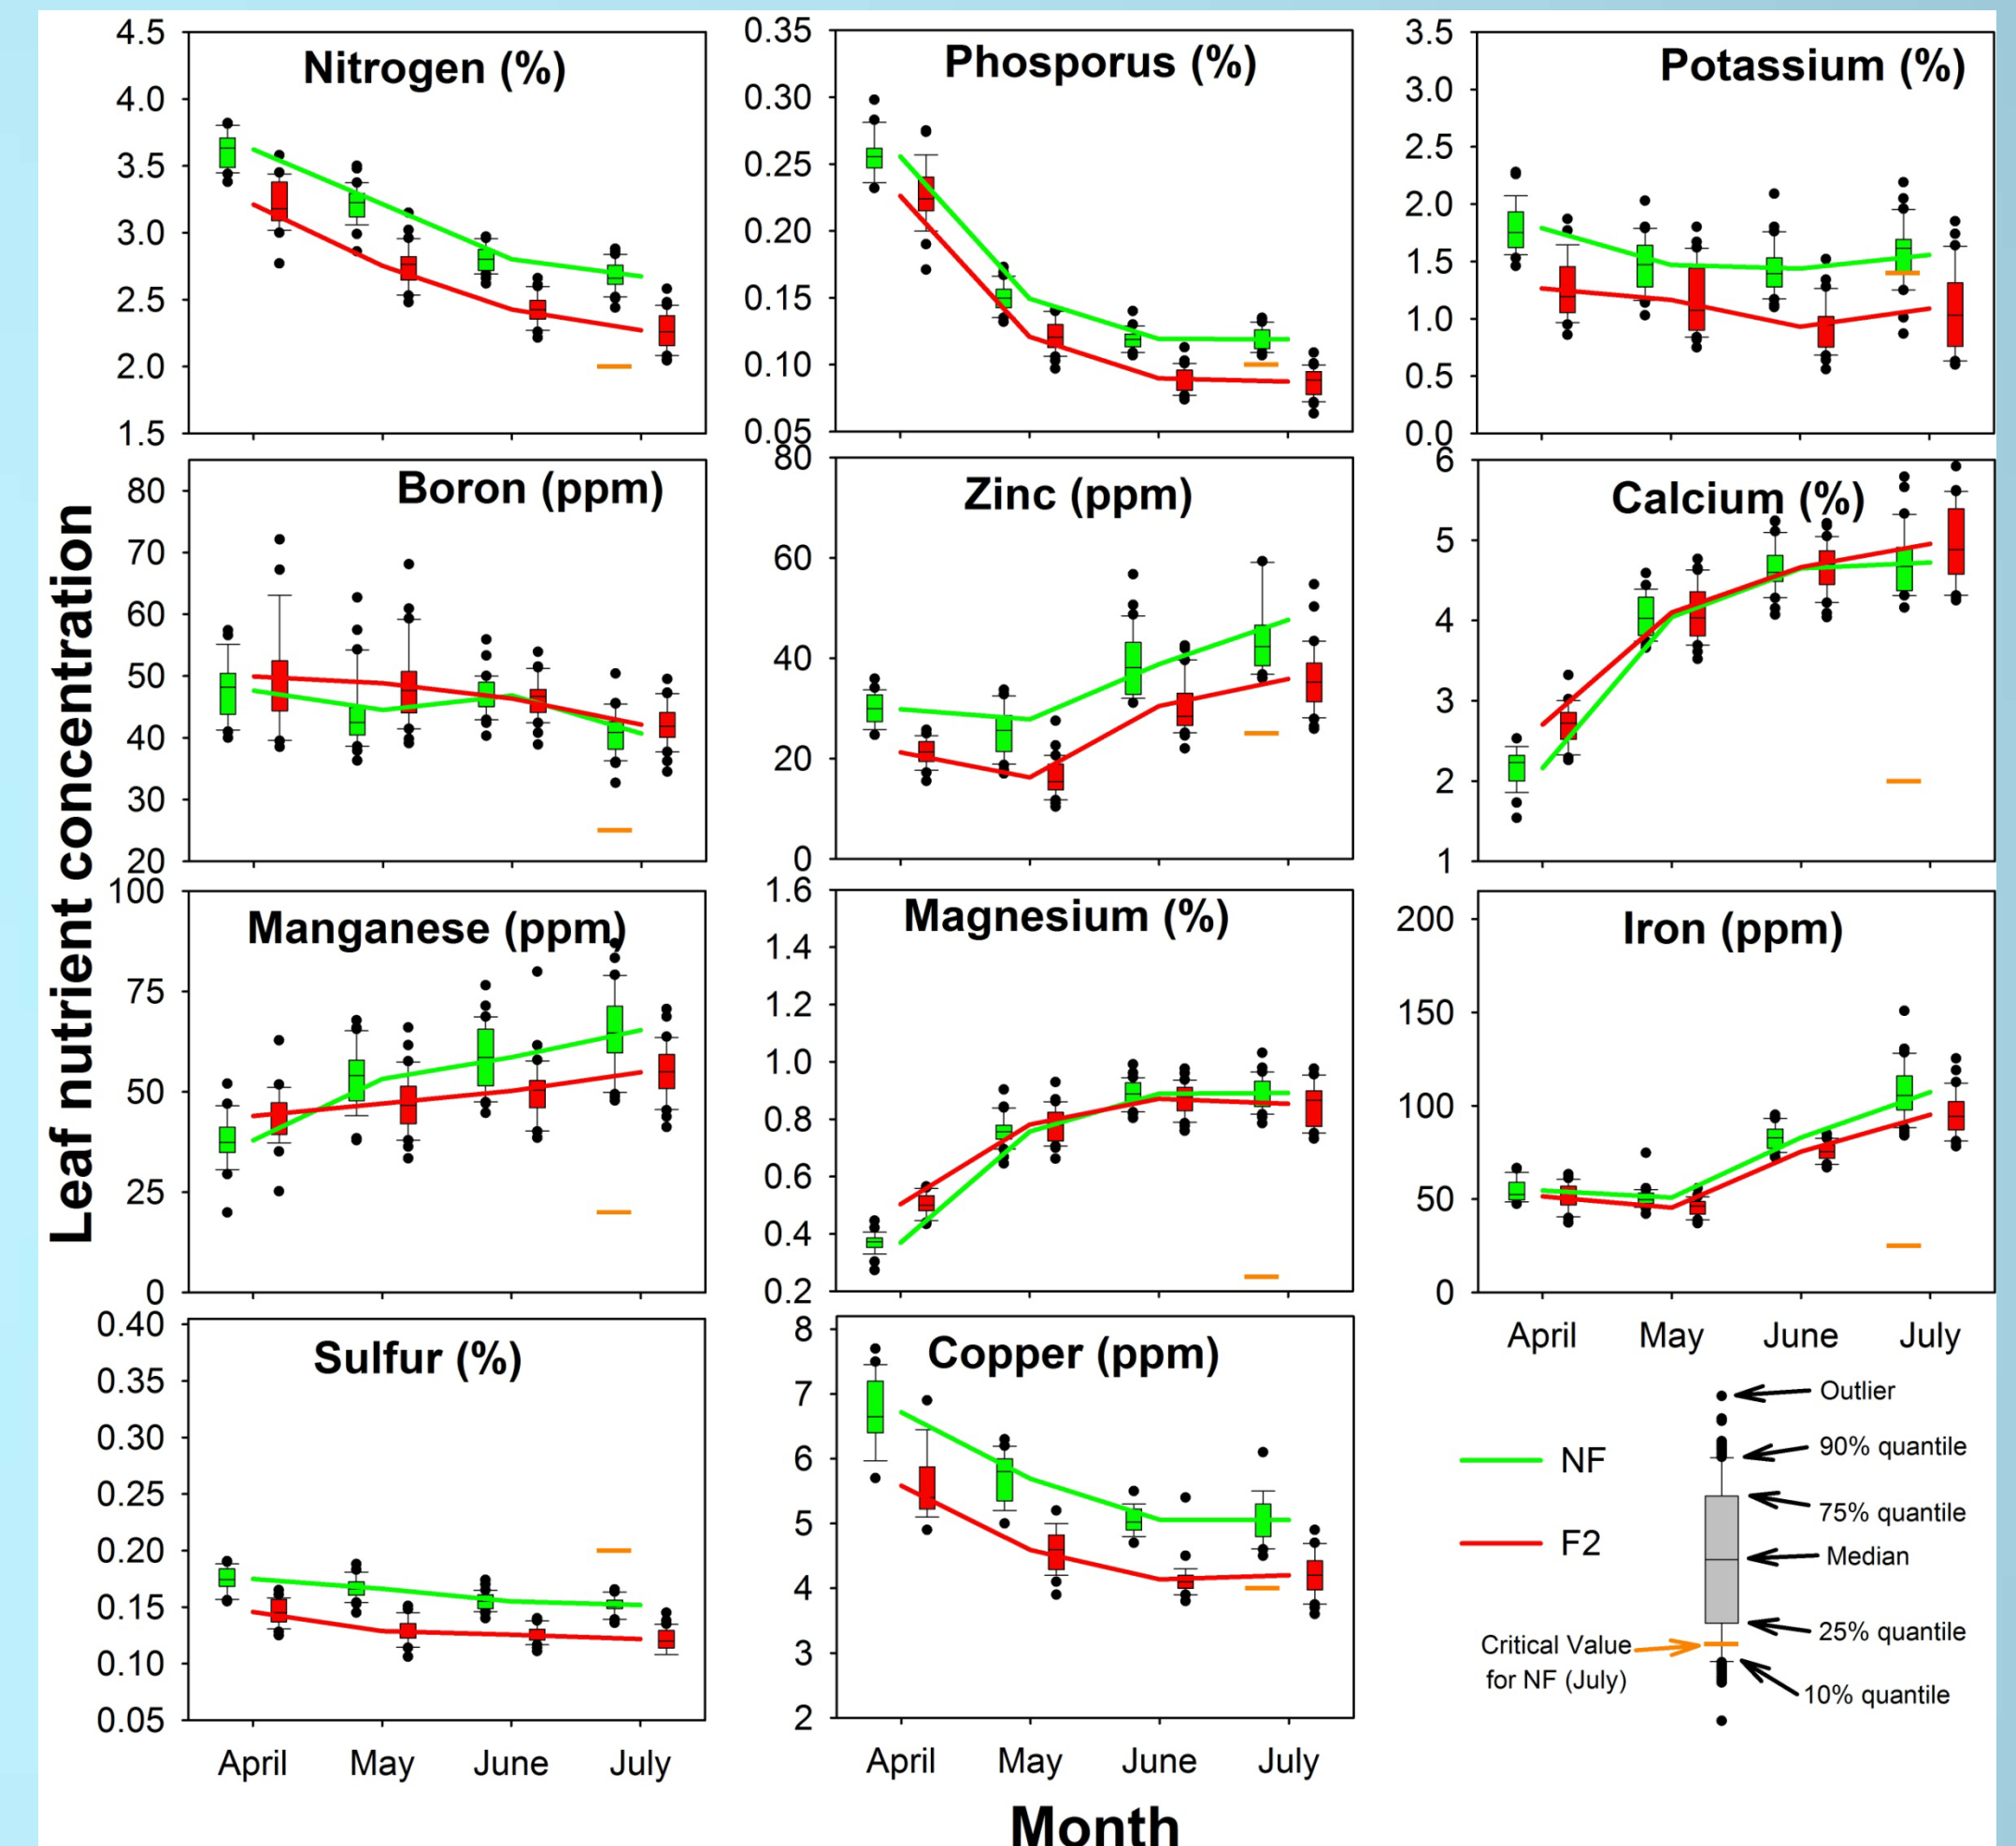 Leaf nutrient concentration
Nitrogen (%)
4.5
4.0
3.5
3.0
2.5
2.0
1.5
Phosporus (%)
0.35
0.30
0.25
0.20
0.15
0.10
0.05
Potassium (%)
3.5
3.0
2.5
2.0
1.5
1.0
0.5
0.0
Boron (ppm)
80
70
60
50
40
30
20
Zinc (ppm)
80
60
40
20
0
Calcium (%)
6
5
4
3
2
1
Manganese (ppm)
100
75
50
25
0
Magnesium (%)
1.6
1.4
1.2
1.0
0.8
0.6
0.4
0.2
Iron (ppm)
200
150
100
50
0
April May June July
Sulfur (%)
0.40
0.35
0.30
0.25
0.20
0.15
0.10
0.05
April May June July
Copper (ppm)
8
7
6
5
4
3
2
April May June July
NF
F2
Outlier
90% quantile
75% quantile
Median
25% quantile
10% quantile
Critical Value
for NF (July)
Month